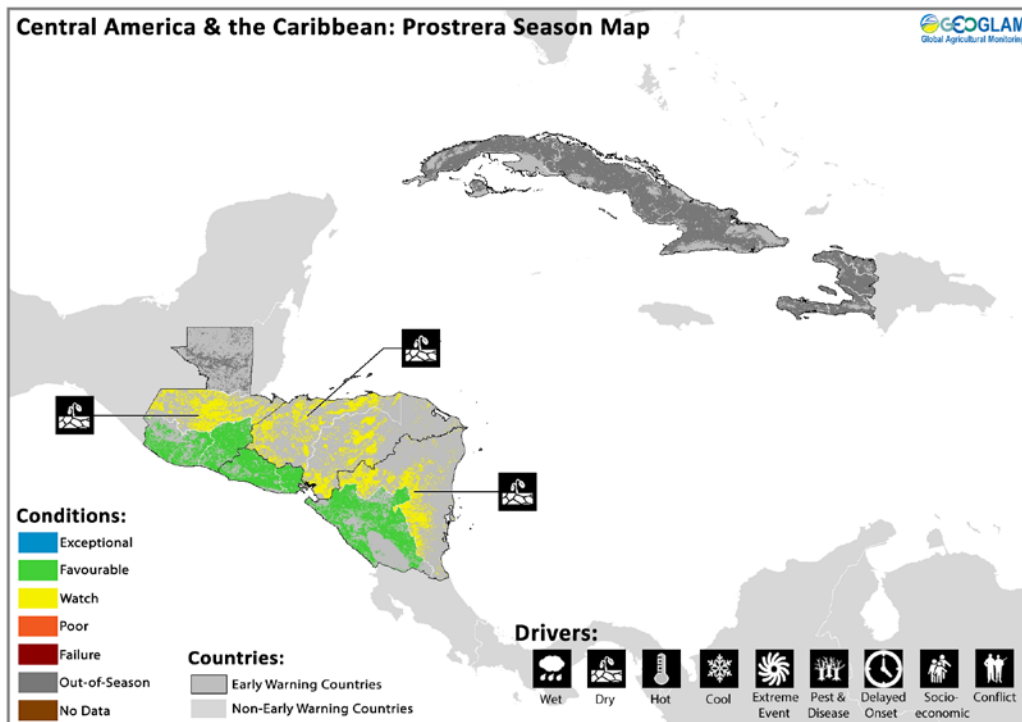 Central America & the Caribbean: Prostrera Season Map
GEOGLAM
Global Agricultural Monitoring
Conditions:
Exceptional
Favourable
Watch
Poor
Failure
Out-of-Season
No Data
Countries:
Early Warning Countries
Non-Early Warning Countries
Drivers:
Wet
Dry
Hot
Cool
Extreme
Event
Pest &
Disease
Delayed
Onset
Socio-
economic
Conflict